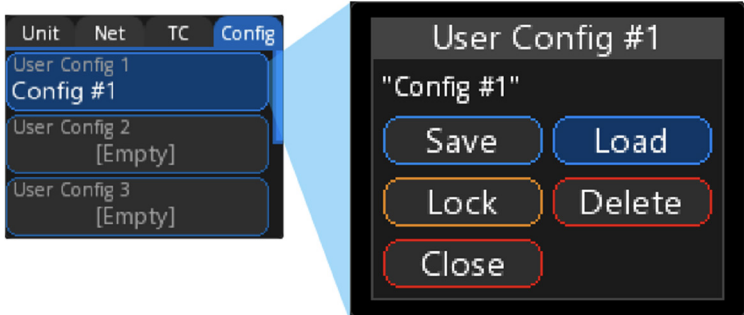 Unit Net TC Config
User Config 1
Config #1
User Config 2
[Empty]
User Config 3
[Empty]
User Config #1
"Config #1"
Save Load
Lock Delete
Close